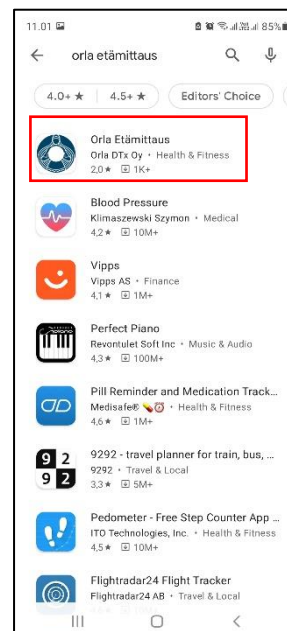 11.01 85%
orla etämittaus
4.0+ ★ 4.5+ ★ Editors' Choice
Orla Etämittaus
Orla DTx Oy • Health & Fitness
2,0 ★ 1K+
Blood Pressure
Klimaszewski Szymon • Medical
4,2 ★ 10M+
Vipps
Vipps AS • Finance
4,1 ★ 1M+
Perfect Piano
Revontulet Soft Inc • Music & Audio
4,3 ★ 100M+
Pill Reminder and Medication Track...
Medisafe® 💊⏰ • Health & Fitness
4,6 ★ 1M+
9292 - travel planner for train, bus, ...
9292 • Travel & Local
3,3 ★ 5M+
Pedometer - Free Step Counter App ...
ITO Technologies, Inc. • Health & Fitness
4,5 ★ 10M+
Flightradar24 Flight Tracker
Flightradar24 AB • Travel & Local